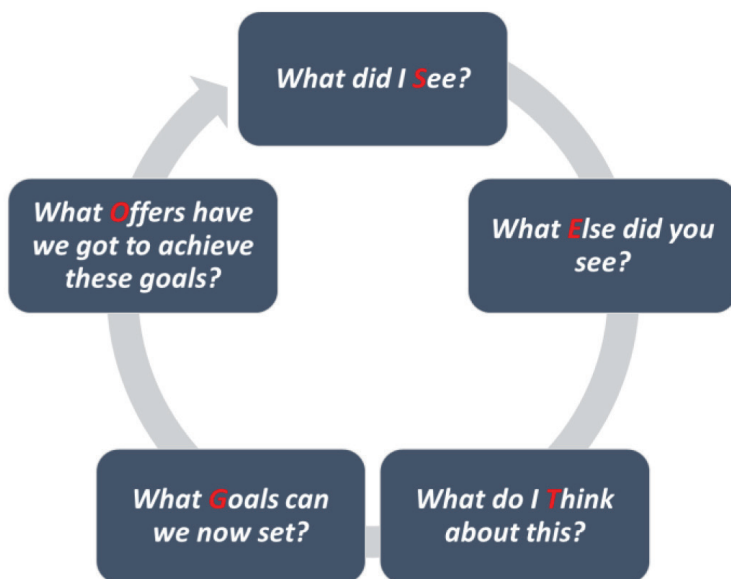 What did I See?
What Else did you
see?
What do I Think
about this?
What Goals can
we now set?
What Offers have
we got to achieve
these goals?